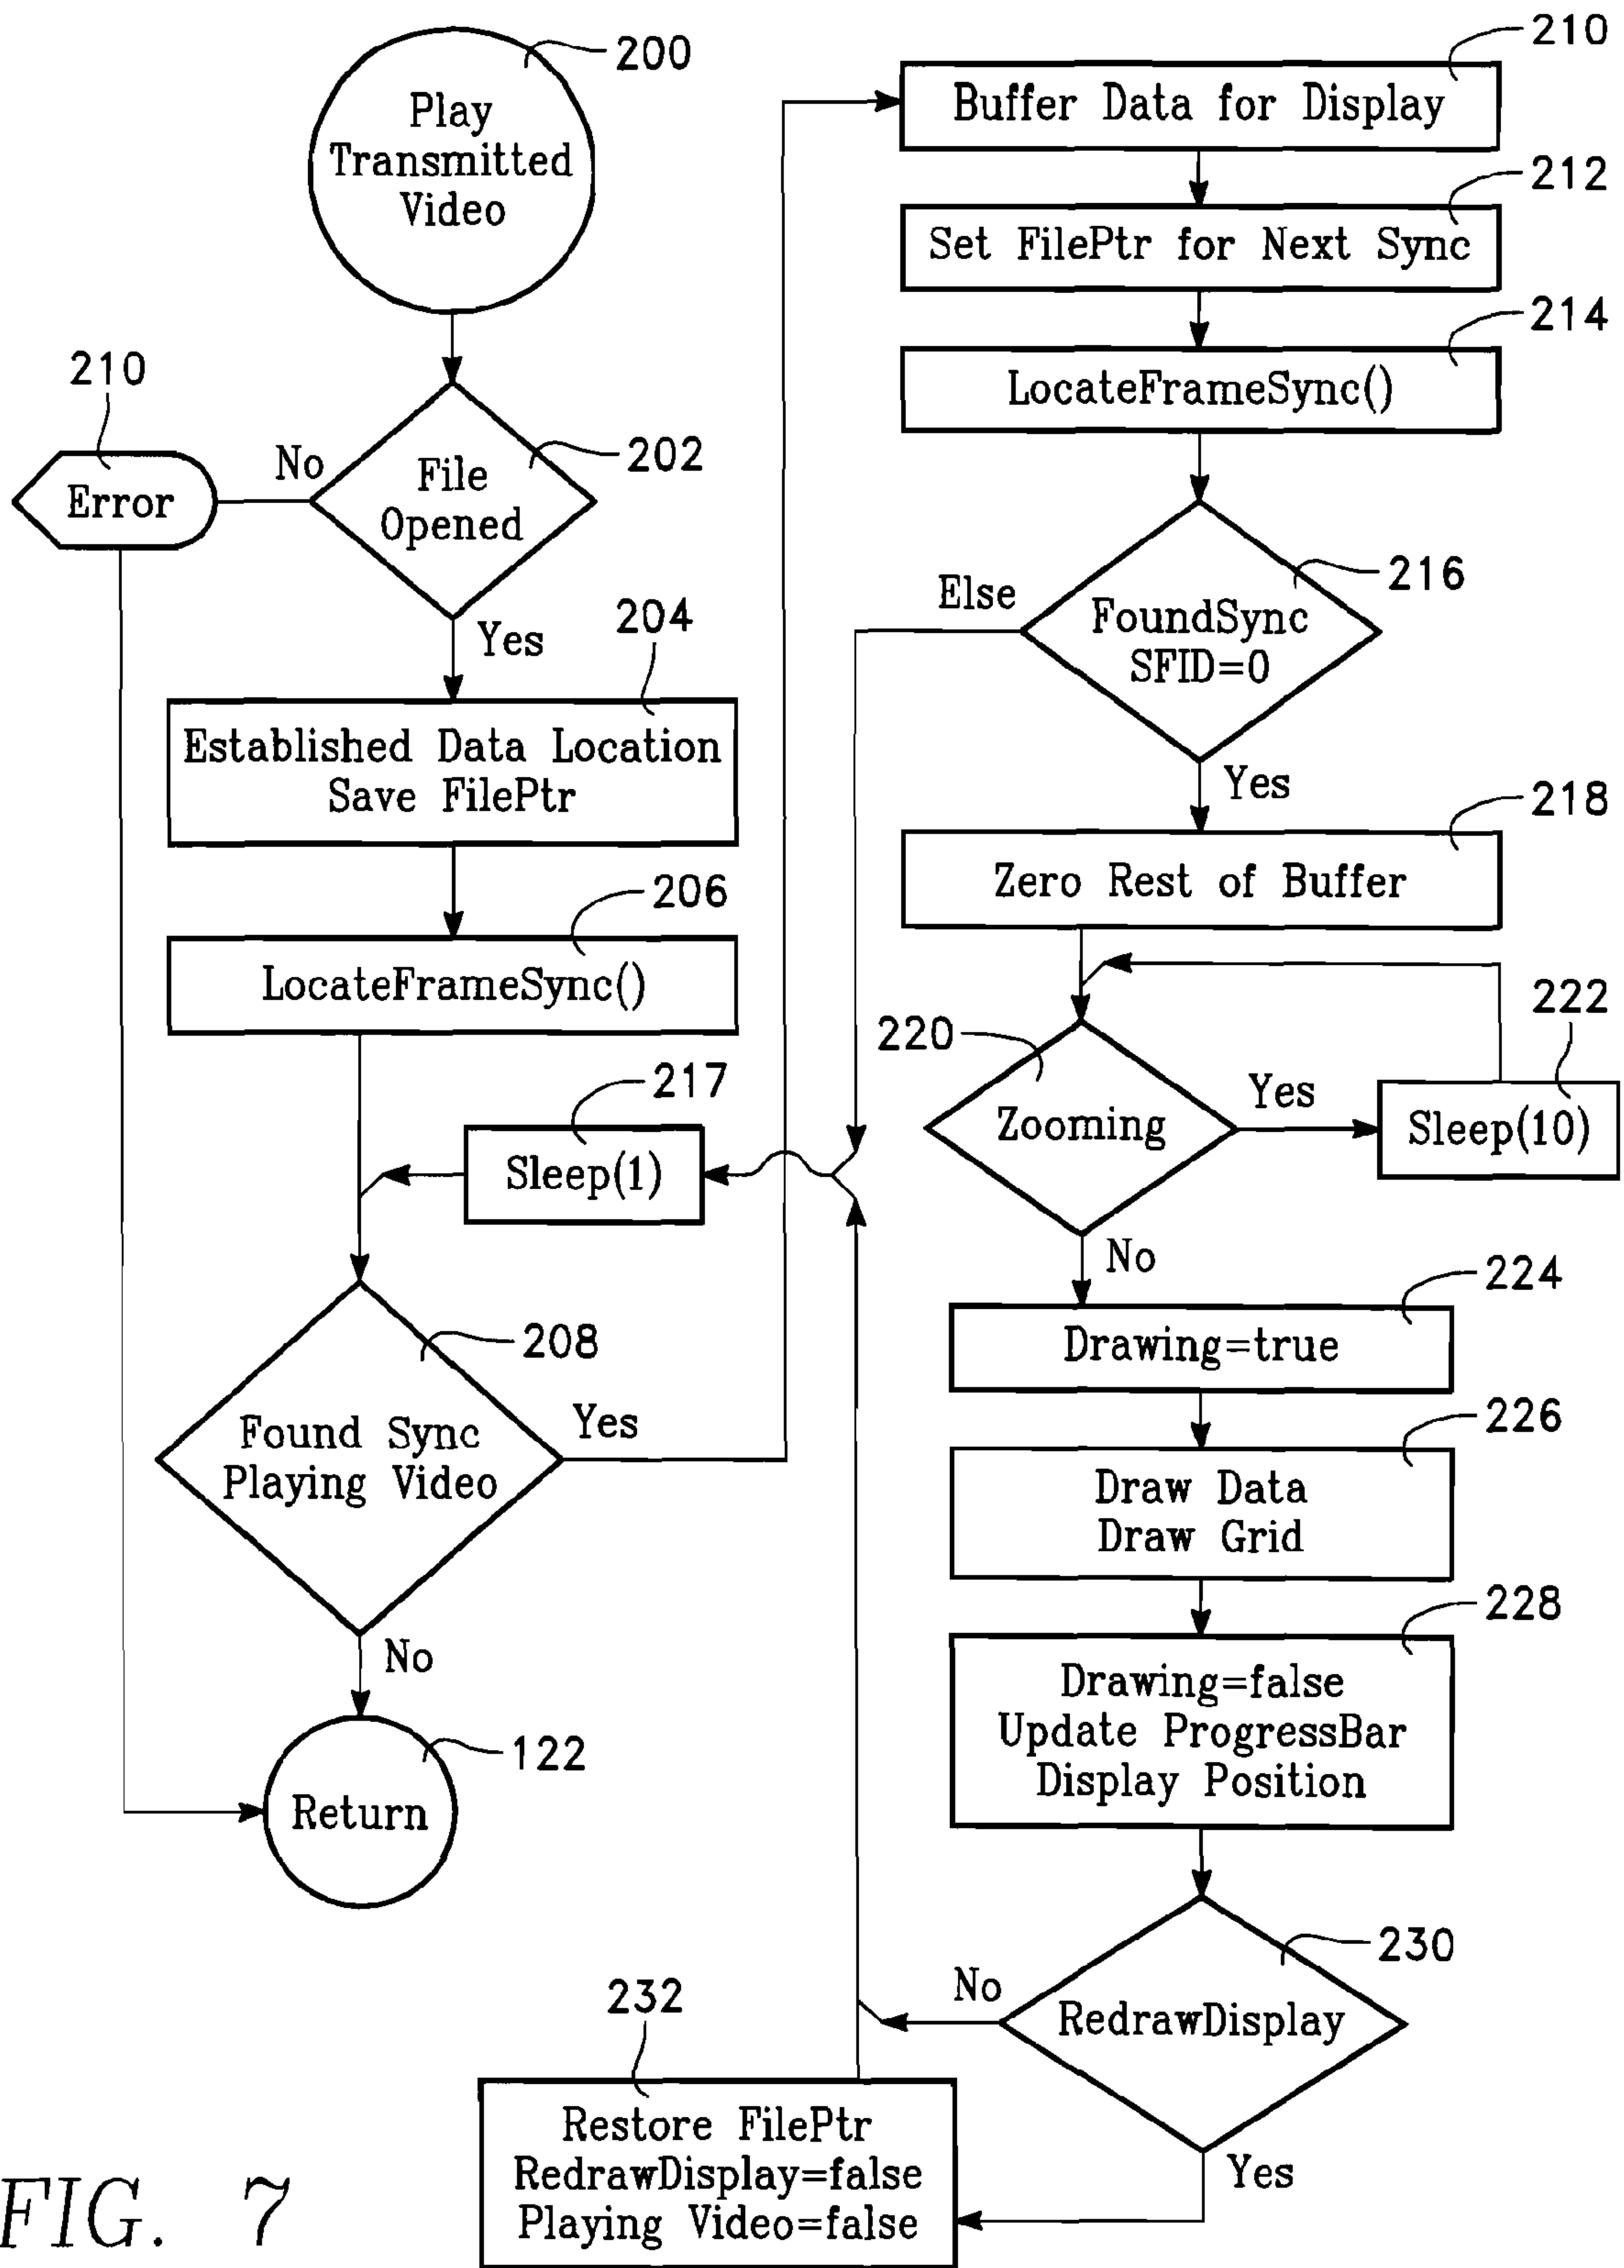 200
Play
Transmitted
Video
210
Error
No
File
Opened
202
Yes
204
Established Data Location
Save FilePtr
206
LocateFrameSync()
217
Sleep(1)
208
Found Sync
Playing Video
Yes
No
122
Return
210
Buffer Data for Display
212
Set FilePtr for Next Sync
214
LocateFrameSync()
216
Else
FoundSync
SFID=0
Yes
218
Zero Rest of Buffer
220
Zooming
Yes
222
Sleep(10)
No
224
Drawing=true
226
Draw Data
Draw Grid
228
Drawing=false
Update ProgressBar
Display Position
230
No
RedrawDisplay
Yes
232
Restore FilePtr
RedrawDisplay=false
Playing Video=false
FIG. 7